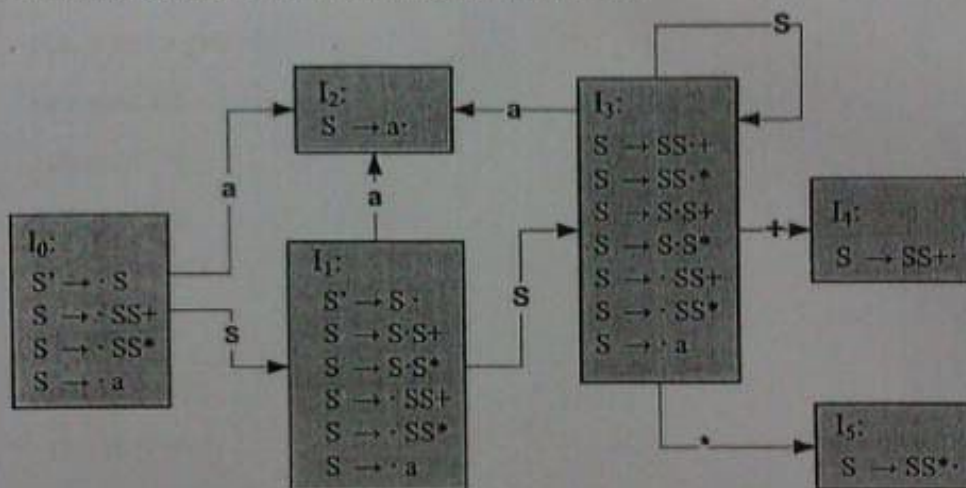 S
I₂:
S → a·
a
I₃:
S → SS·+
S → SS·*
S → S·S+
S → S·S*
S → · SS+
S → · SS*
S → · a
a
a
I₀:
S' → · S
S → · SS+
S → · SS*
S → · a
S
I₁:
S' → S ·
S → S·S+
S → S·S*
S → · SS+
S → · SS*
S → · a
S
+
I₄:
S → SS+·
*
I₅:
S → SS*·